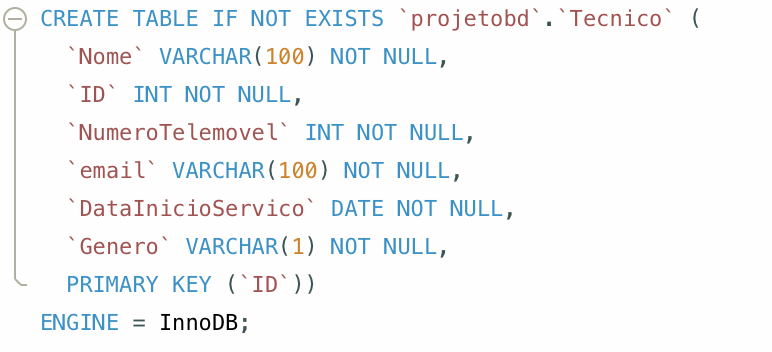 CREATE TABLE IF NOT EXISTS `projetobd`.`Tecnico` (
`Nome` VARCHAR(100) NOT NULL,
`ID` INT NOT NULL,
`NumeroTelemovel` INT NOT NULL,
`email` VARCHAR(100) NOT NULL,
`DataInicioServico` DATE NOT NULL,
`Genero` VARCHAR(1) NOT NULL,
PRIMARY KEY (`ID`))
ENGINE = InnoDB;